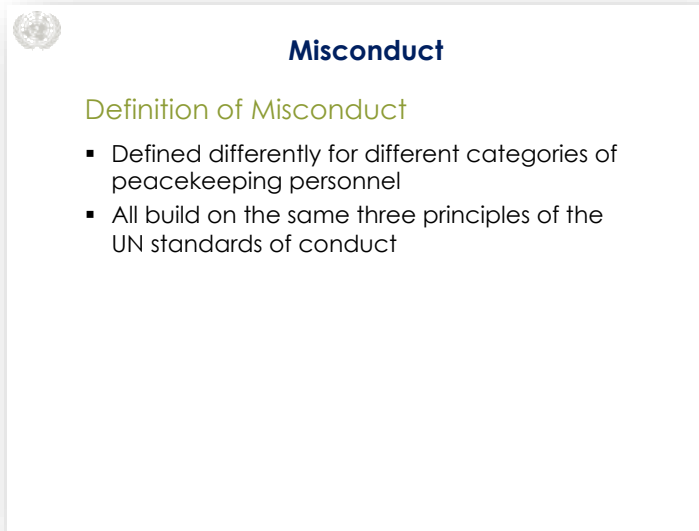 Misconduct
Definition of Misconduct
▪ Defined differently for different categories of
peacekeeping personnel
▪ All build on the same three principles of the
UN standards of conduct